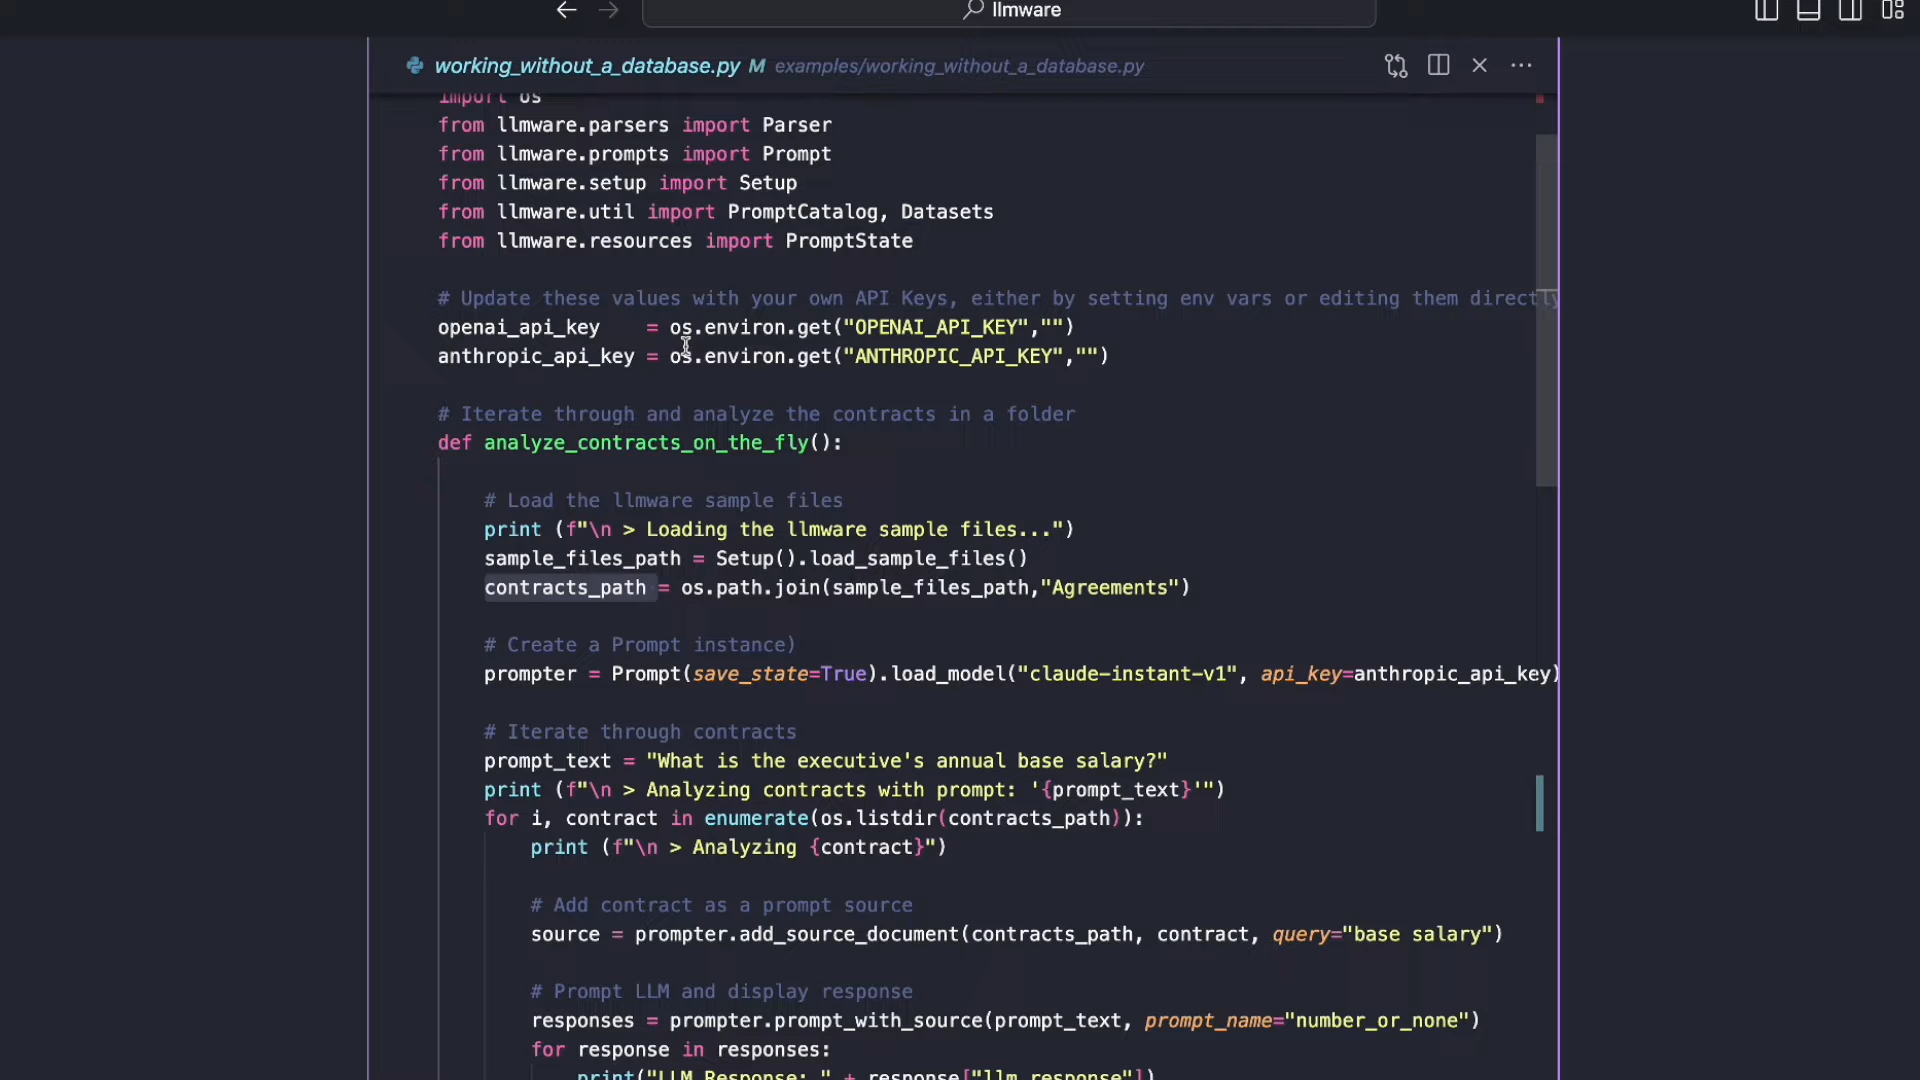 llmware
working_without_a_database.py M examples/working_without_a_database.py
import os
from llmware.parsers import Parser
from llmware.prompts import Prompt
from llmware.setup import Setup
from llmware.util import PromptCatalog, Datasets
from llmware.resources import PromptState
# Update these values with your own API Keys, either by setting env vars or editing them directly
openai_api_key    = os.environ.get("OPENAI_API_KEY","")
anthropic_api_key = os.environ.get("ANTHROPIC_API_KEY","")
# Iterate through and analyze the contracts in a folder
def analyze_contracts_on_the_fly():
# Load the llmware sample files
print (f"\n > Loading the llmware sample files...")
sample_files_path = Setup().load_sample_files()
contracts_path = os.path.join(sample_files_path,"Agreements")
# Create a Prompt instance)
prompter = Prompt(save_state=True).load_model("claude-instant-v1", api_key=anthropic_api_key)
# Iterate through contracts
prompt_text = "What is the executive's annual base salary?"
print (f"\n > Analyzing contracts with prompt: '{prompt_text}'")
for i, contract in enumerate(os.listdir(contracts_path)):
print (f"\n > Analyzing {contract}")
# Add contract as a prompt source
source = prompter.add_source_document(contracts_path, contract, query="base salary")
# Prompt LLM and display response
responses = prompter.prompt_with_source(prompt_text, prompt_name="number_or_none")
for response in responses:
print("LLM Response: " + response["llm_response"])